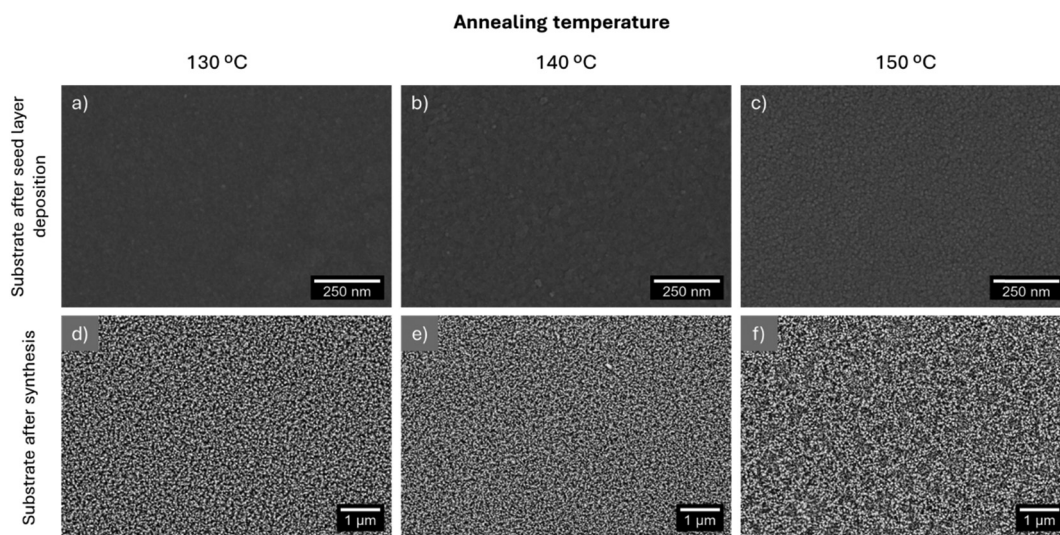 Annealing temperature
130 ºC
140 ºC
150 ºC
Substrate after seed layer
deposition
a)
250 nm
b)
250 nm
c)
250 nm
Substrate after synthesis
d)
1 µm
e)
1 µm
f)
1 µm